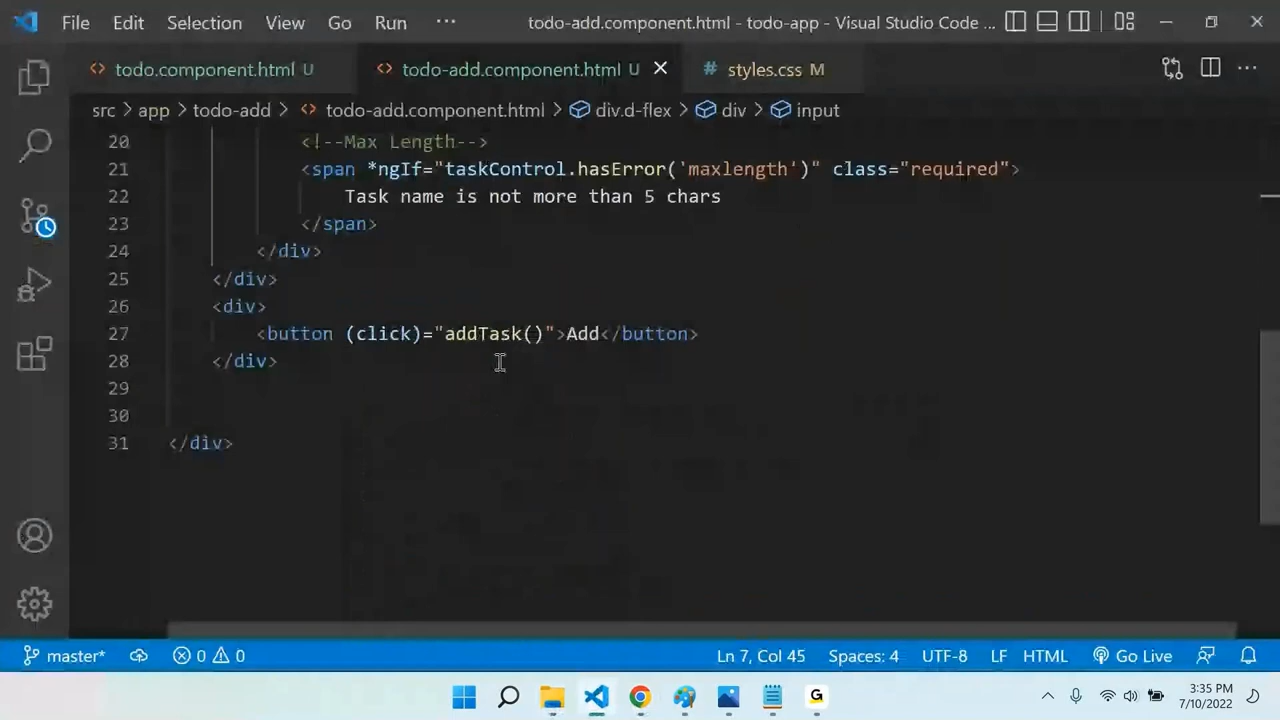 File Edit Selection View Go Run ··· todo-add.component.html - todo-app - Visual Studio Code ...
todo.component.html U todo-add.component.html U styles.css M ···
src > app > todo-add > todo-add.component.html > div.d-flex > div > input
20 <!--Max Length-->
21 <span *ngIf="taskControl.hasError('maxlength')" class="required">
22 Task name is not more than 5 chars
23 </span>
24 </div>
25 </div>
26 <div>
27 <button (click)="addTask()">Add</button>
28 </div>
29
30
31 </div>
master* 0 0 Ln 7, Col 45 Spaces: 4 UTF-8 LF HTML Go Live
G 3:35 PM
7/10/2022